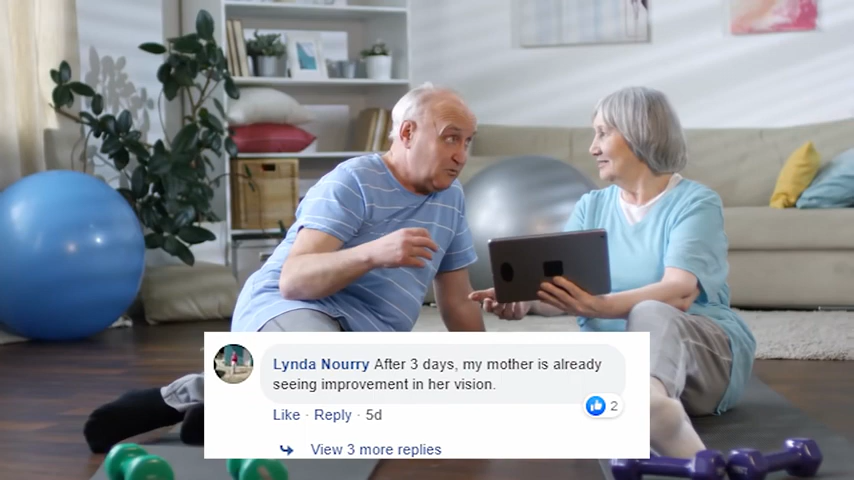 Lynda Nourry After 3 days, my mother is already
seeing improvement in her vision.
2
Like · Reply · 5d
View 3 more replies